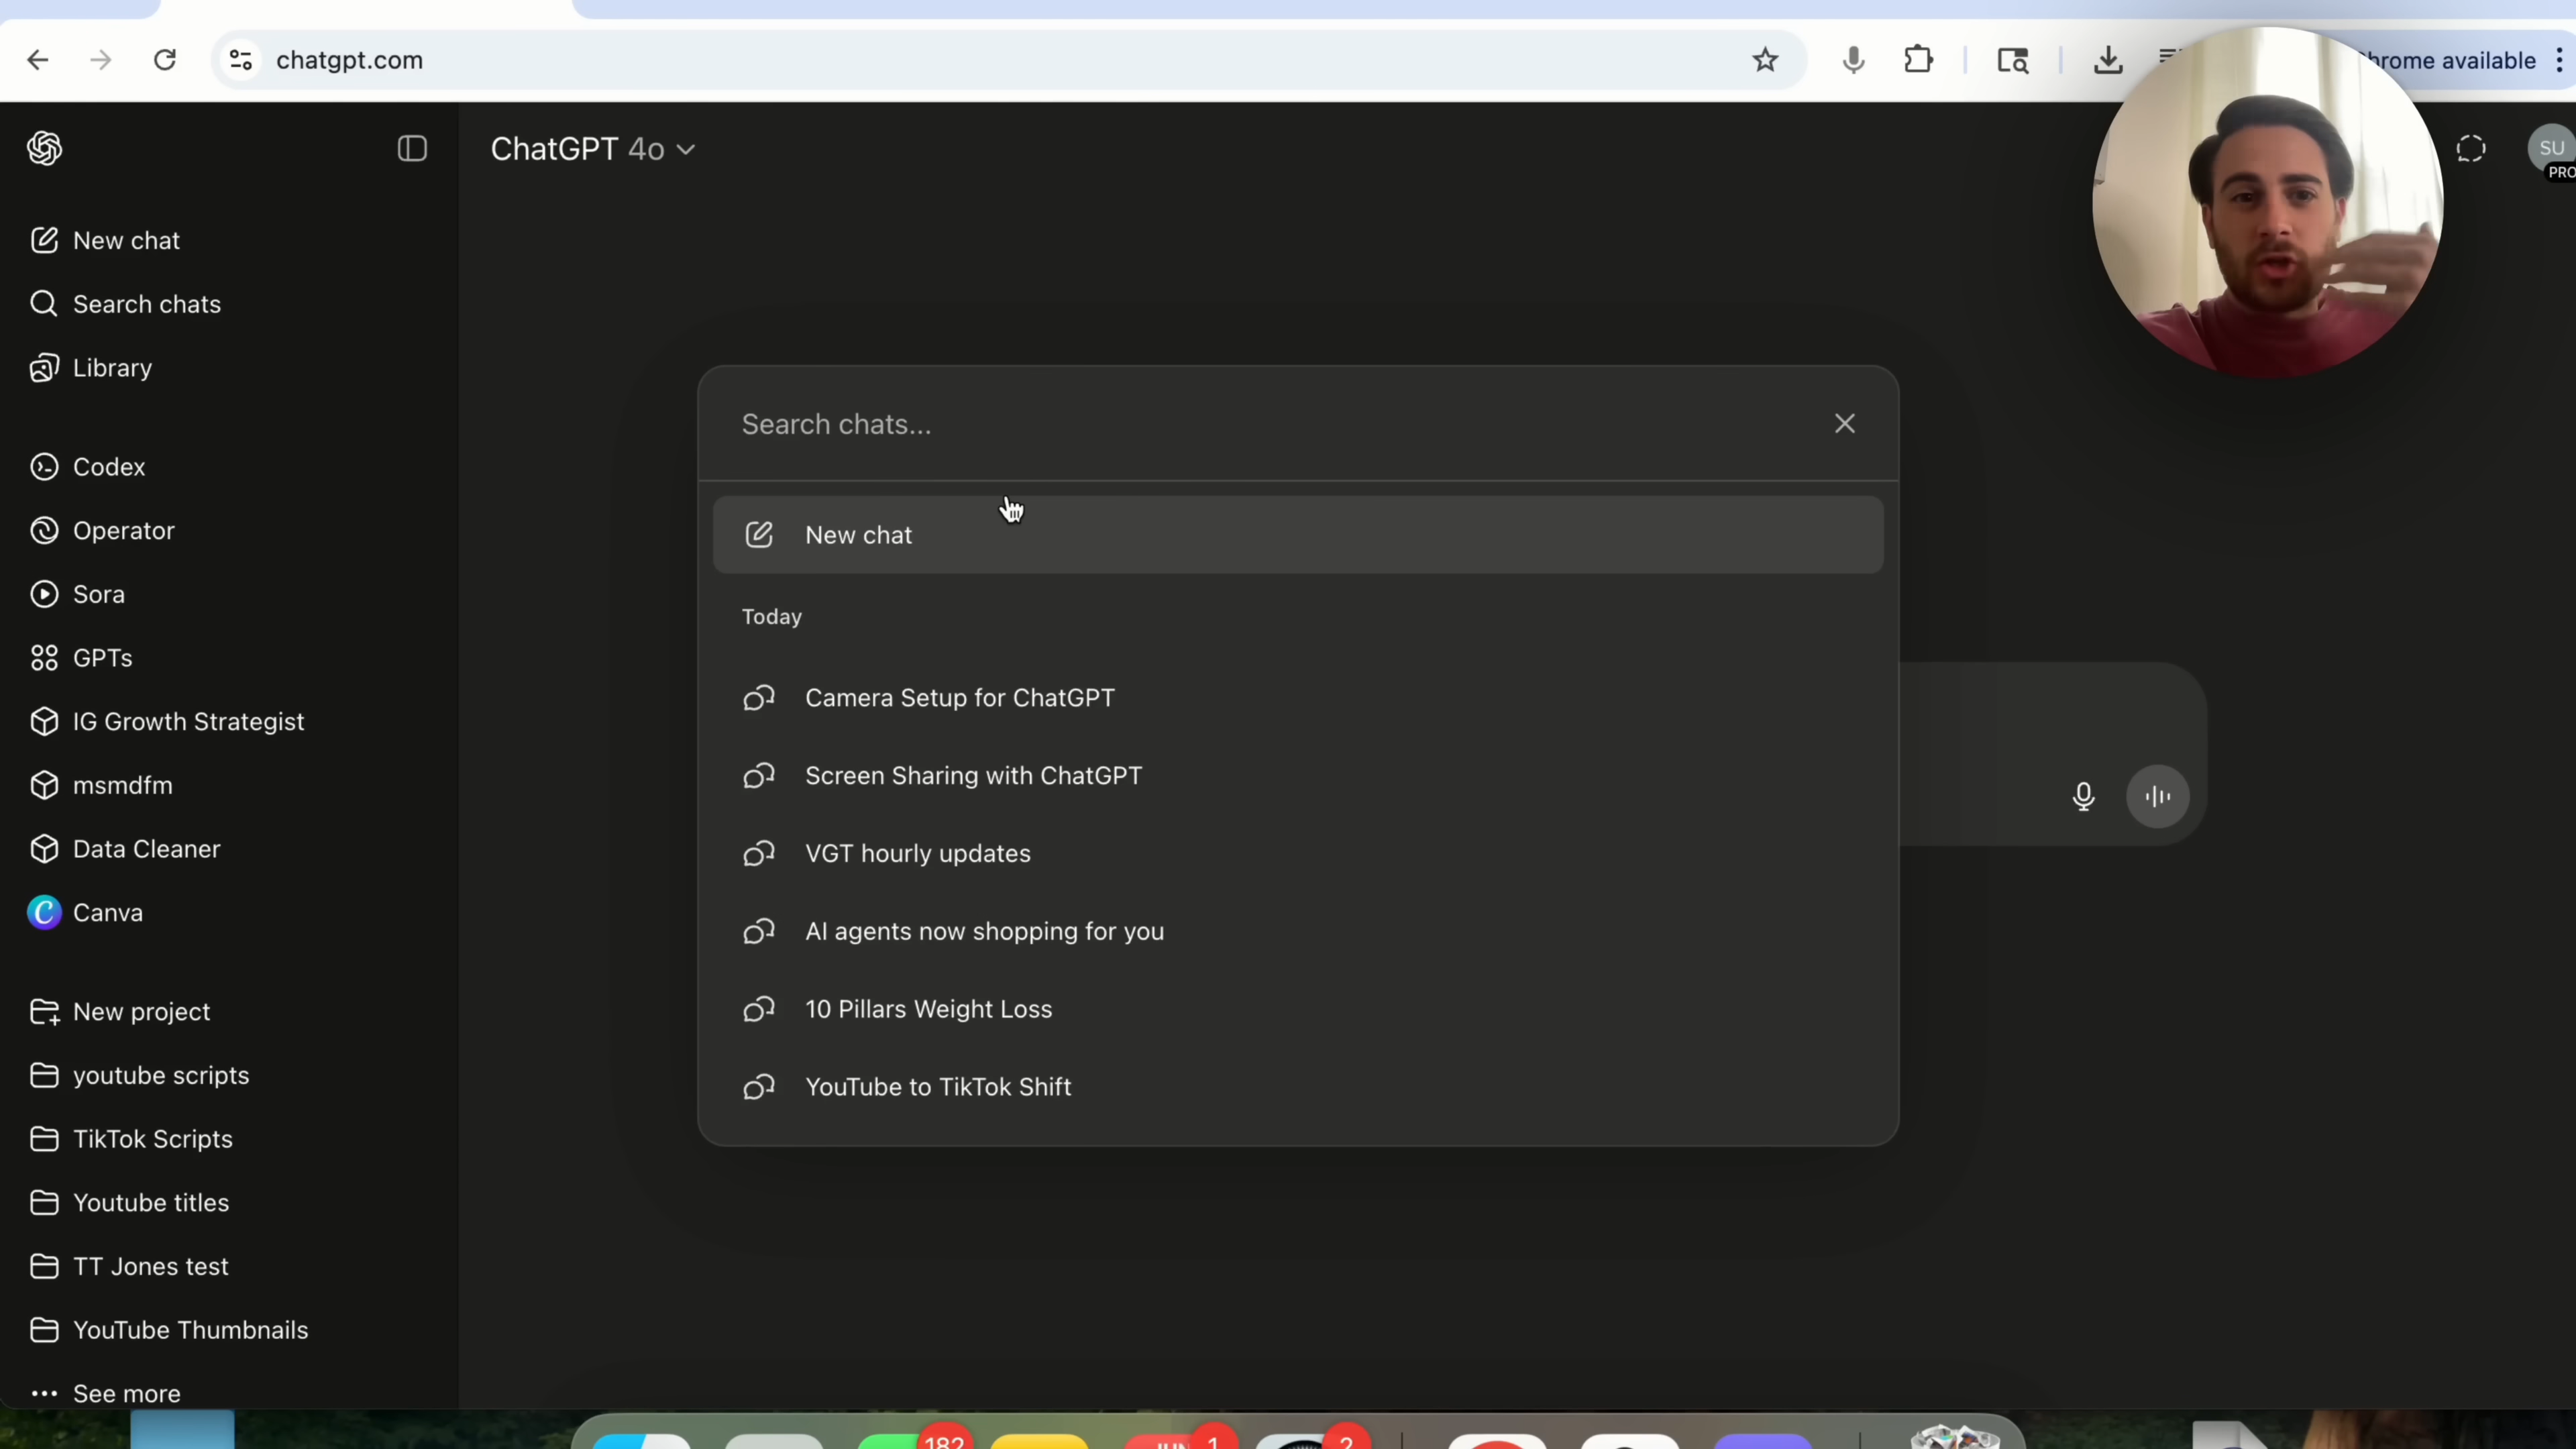 chatgpt.com
hrome available
ChatGPT 4o
SU
PRO
New chat
Search chats
Library
Codex
Operator
Sora
GPTs
IG Growth Strategist
msmdfm
Data Cleaner
Canva
New project
youtube scripts
TikTok Scripts
Youtube titles
TT Jones test
YouTube Thumbnails
See more
Search chats...
New chat
Today
Camera Setup for ChatGPT
Screen Sharing with ChatGPT
VGT hourly updates
AI agents now shopping for you
10 Pillars Weight Loss
YouTube to TikTok Shift
182
JUN
1
2